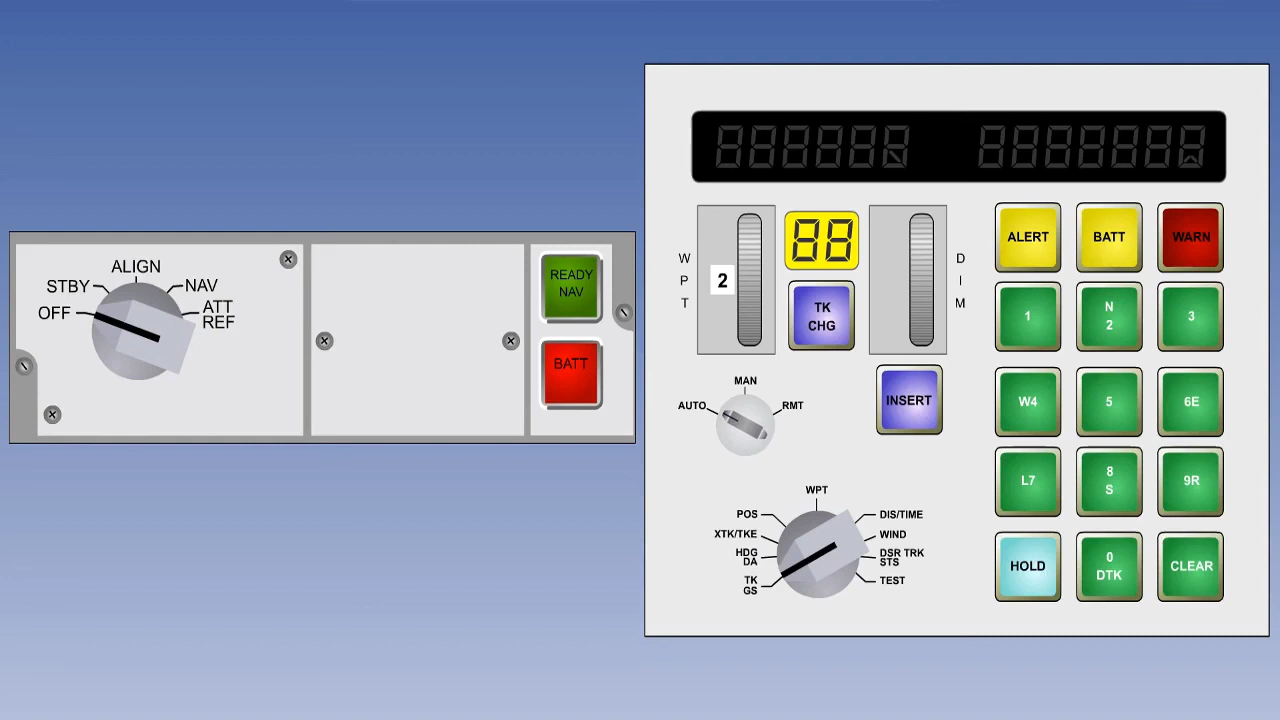 ALIGN
STBY
NAV
OFF
ATT
REF
READY
NAV
BATT
W
P
T
2
88
TK
CHG
D
I
M
ALERT
BATT
WARN
1
N
2
3
MAN
AUTO
RMT
INSERT
W4
5
6E
L7
8
S
9R
WPT
POS
DIS/TIME
XTK/TKE
WIND
HDG
DA
DSR TRK
STS
TK
GS
TEST
HOLD
0
DTK
CLEAR